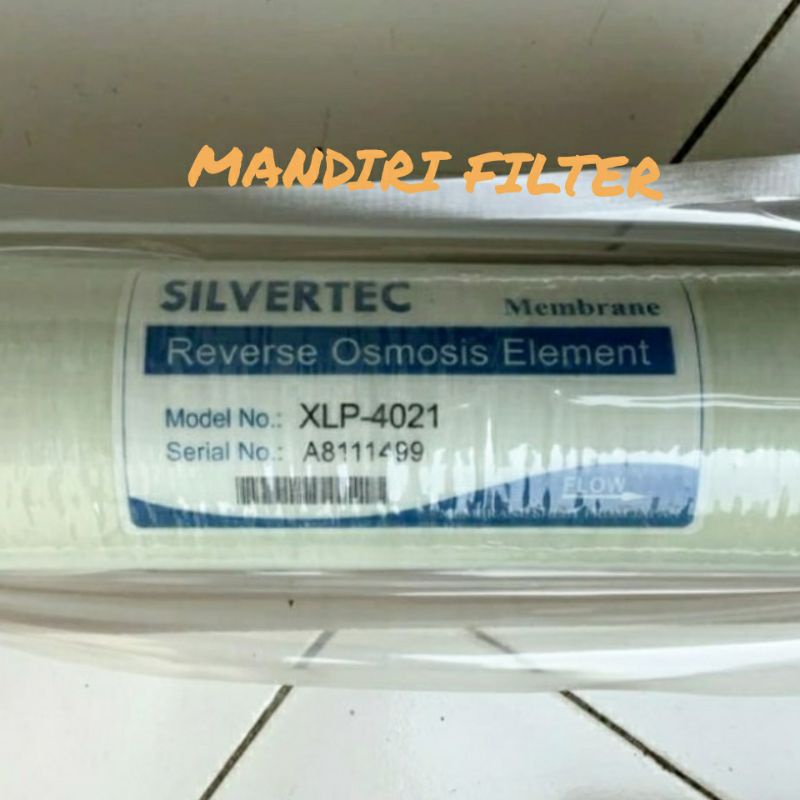 MANDIRI FILTER
SILVERTEC
Membrane
Reverse Osmosis Element
Model No.: XLP-4021
Serial No.: A8111499
FLOW